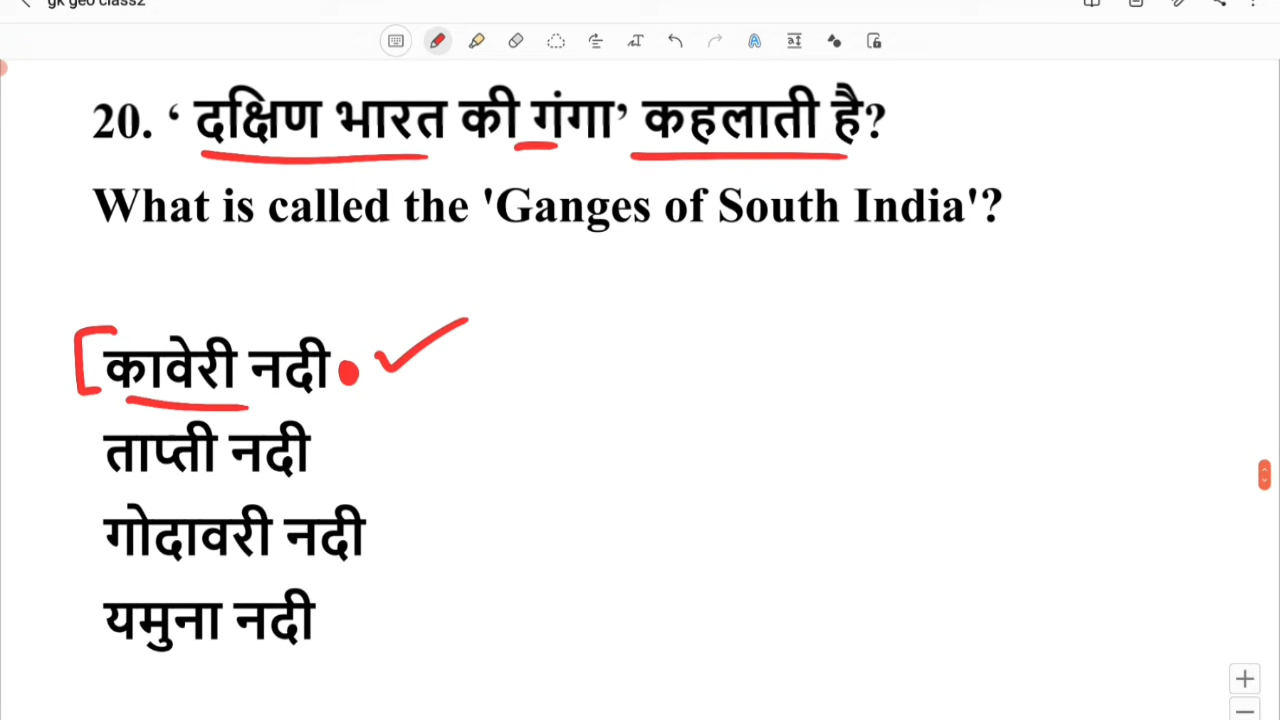 gk geo class2
20. ‘ दक्षिण भारत की गंगा’ कहलाती है?
What is called the 'Ganges of South India'?
कावेरी नदी
ताप्ती नदी
गोदावरी नदी
यमुना नदी